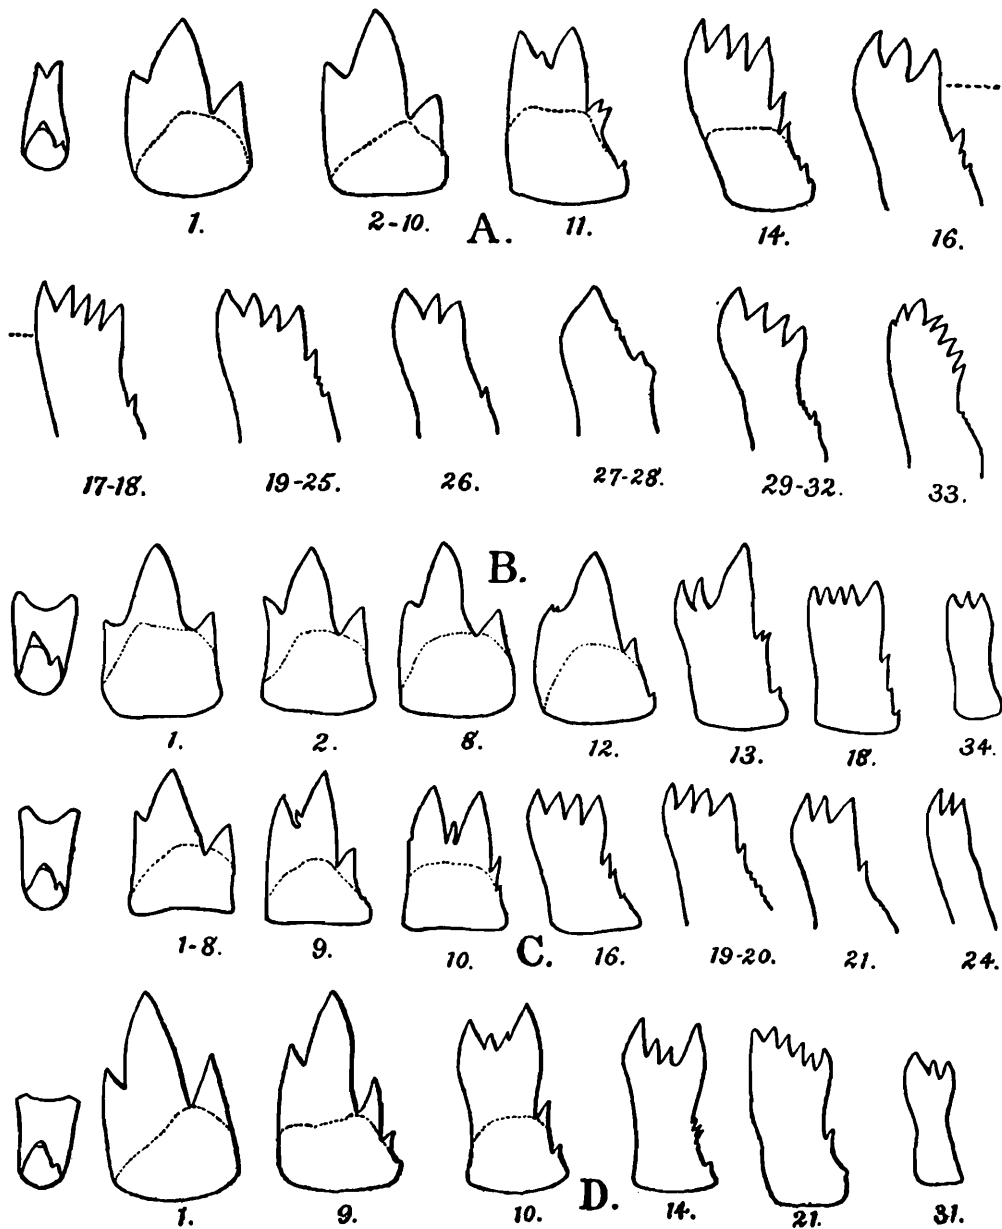 1. 2-10. A. 11. 14. 16.
17-18. 19-25. 26. 27-28. 29-32. 33.
B.
1. 2. 8. 12. 13. 18. 34.
1-8. 9. 10. C. 16. 19-20. 21. 24.
1. 9. 10. D. 14. 21. 31.